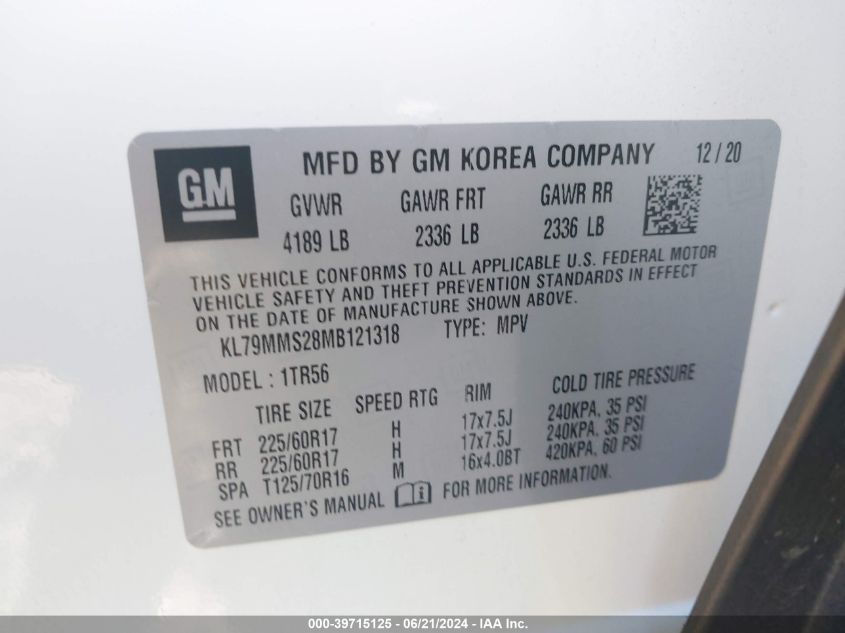 GM
MFD BY GM KOREA COMPANY 12/20
GVWR GAWR FRT GAWR RR
4189 LB 2336 LB 2336 LB
THIS VEHICLE CONFORMS TO ALL APPLICABLE U.S. FEDERAL MOTOR
VEHICLE SAFETY AND THEFT PREVENTION STANDARDS IN EFFECT
ON THE DATE OF MANUFACTURE SHOWN ABOVE.
KL79MMS28MB121318 TYPE: MPV
MODEL : 1TR56
TIRE SIZE SPEED RTG RIM COLD TIRE PRESSURE
FRT 225/60R17 H 17x7.5J 240KPA, 35 PSI
RR 225/60R17 H 17x7.5J 240KPA, 35 PSI
SPA T125/70R16 M 16x4.0BT 420KPA, 60 PSI
SEE OWNER'S MANUAL i FOR MORE INFORMATION.
000-39715125 - 06/21/2024 - IAA Inc.